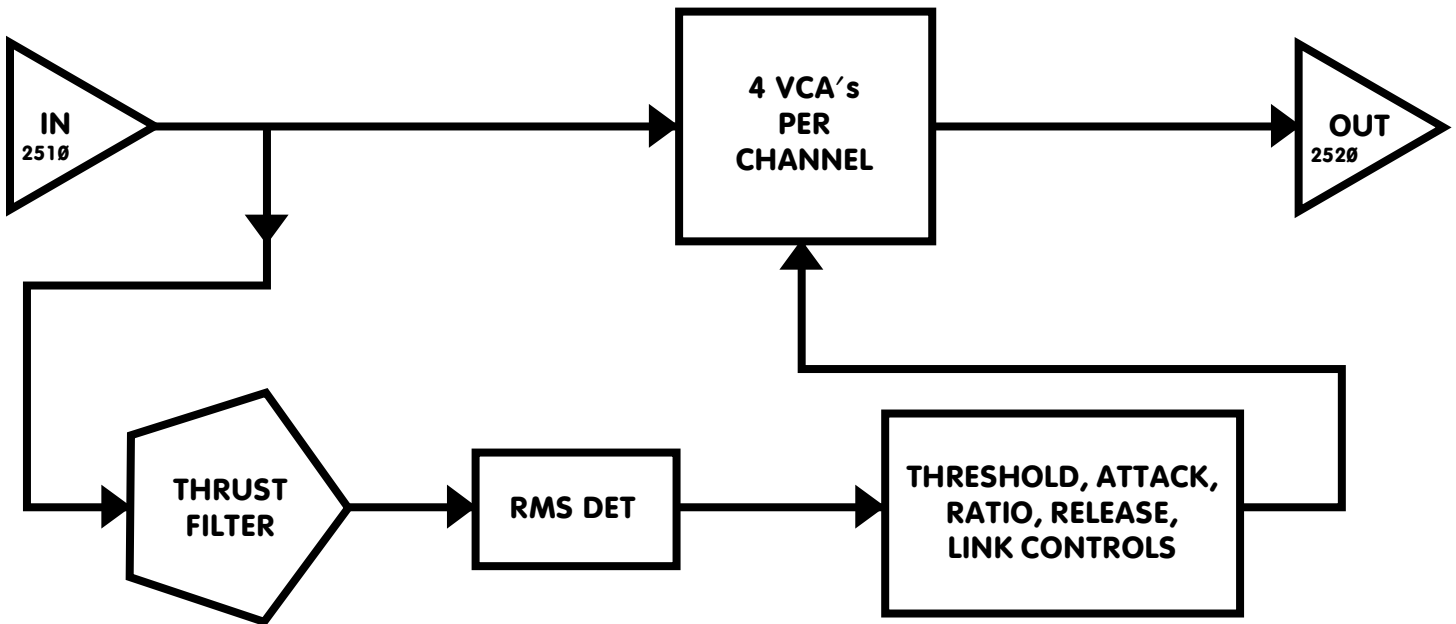 IN
251Ø
4 VCA′s
PER
CHANNEL
OUT
252Ø
THRUST
FILTER
RMS DET
THRESHOLD, ATTACK,
RATIO, RELEASE,
LINK CONTROLS